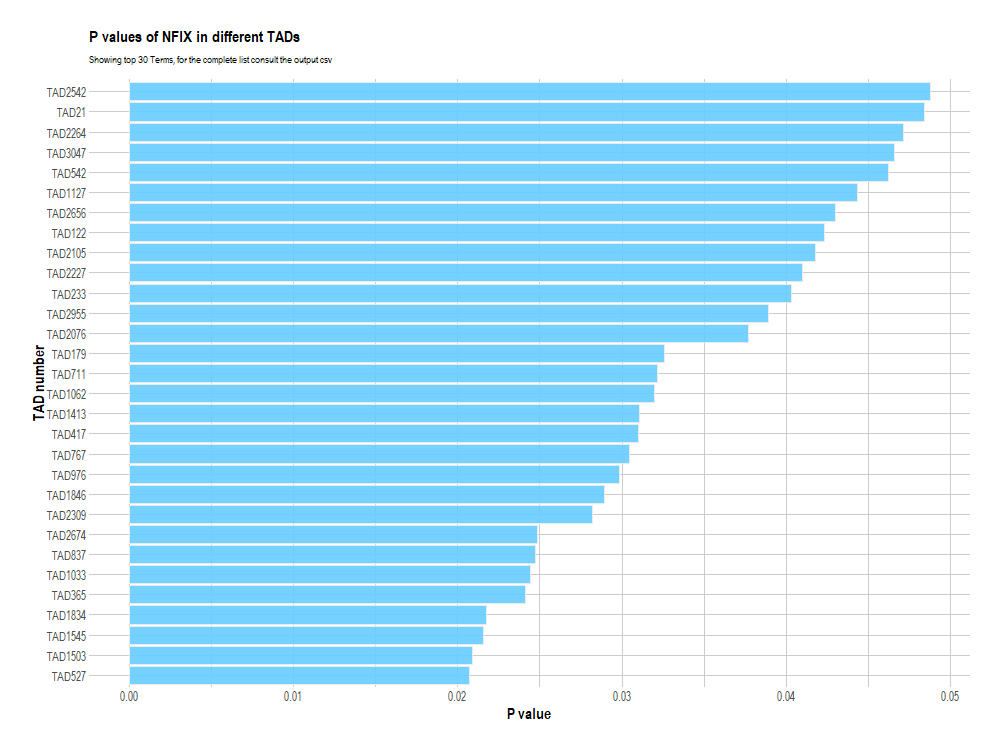 P values of NFIX in different TADs
Showing top 30 Terms, for the complete list consult the output csv
TAD2542
TAD21
TAD2264
TAD3047
TAD542
TAD1127
TAD2656
TAD122
TAD2105
TAD2227
TAD233
TAD2955
TAD2076
TAD179
TAD711
TAD1062
TAD1413
TAD417
TAD767
TAD976
TAD1846
TAD2309
TAD2674
TAD837
TAD1033
TAD365
TAD1834
TAD1545
TAD1503
TAD527
TAD number
0.00 0.01 0.02 0.03 0.04 0.05
P value